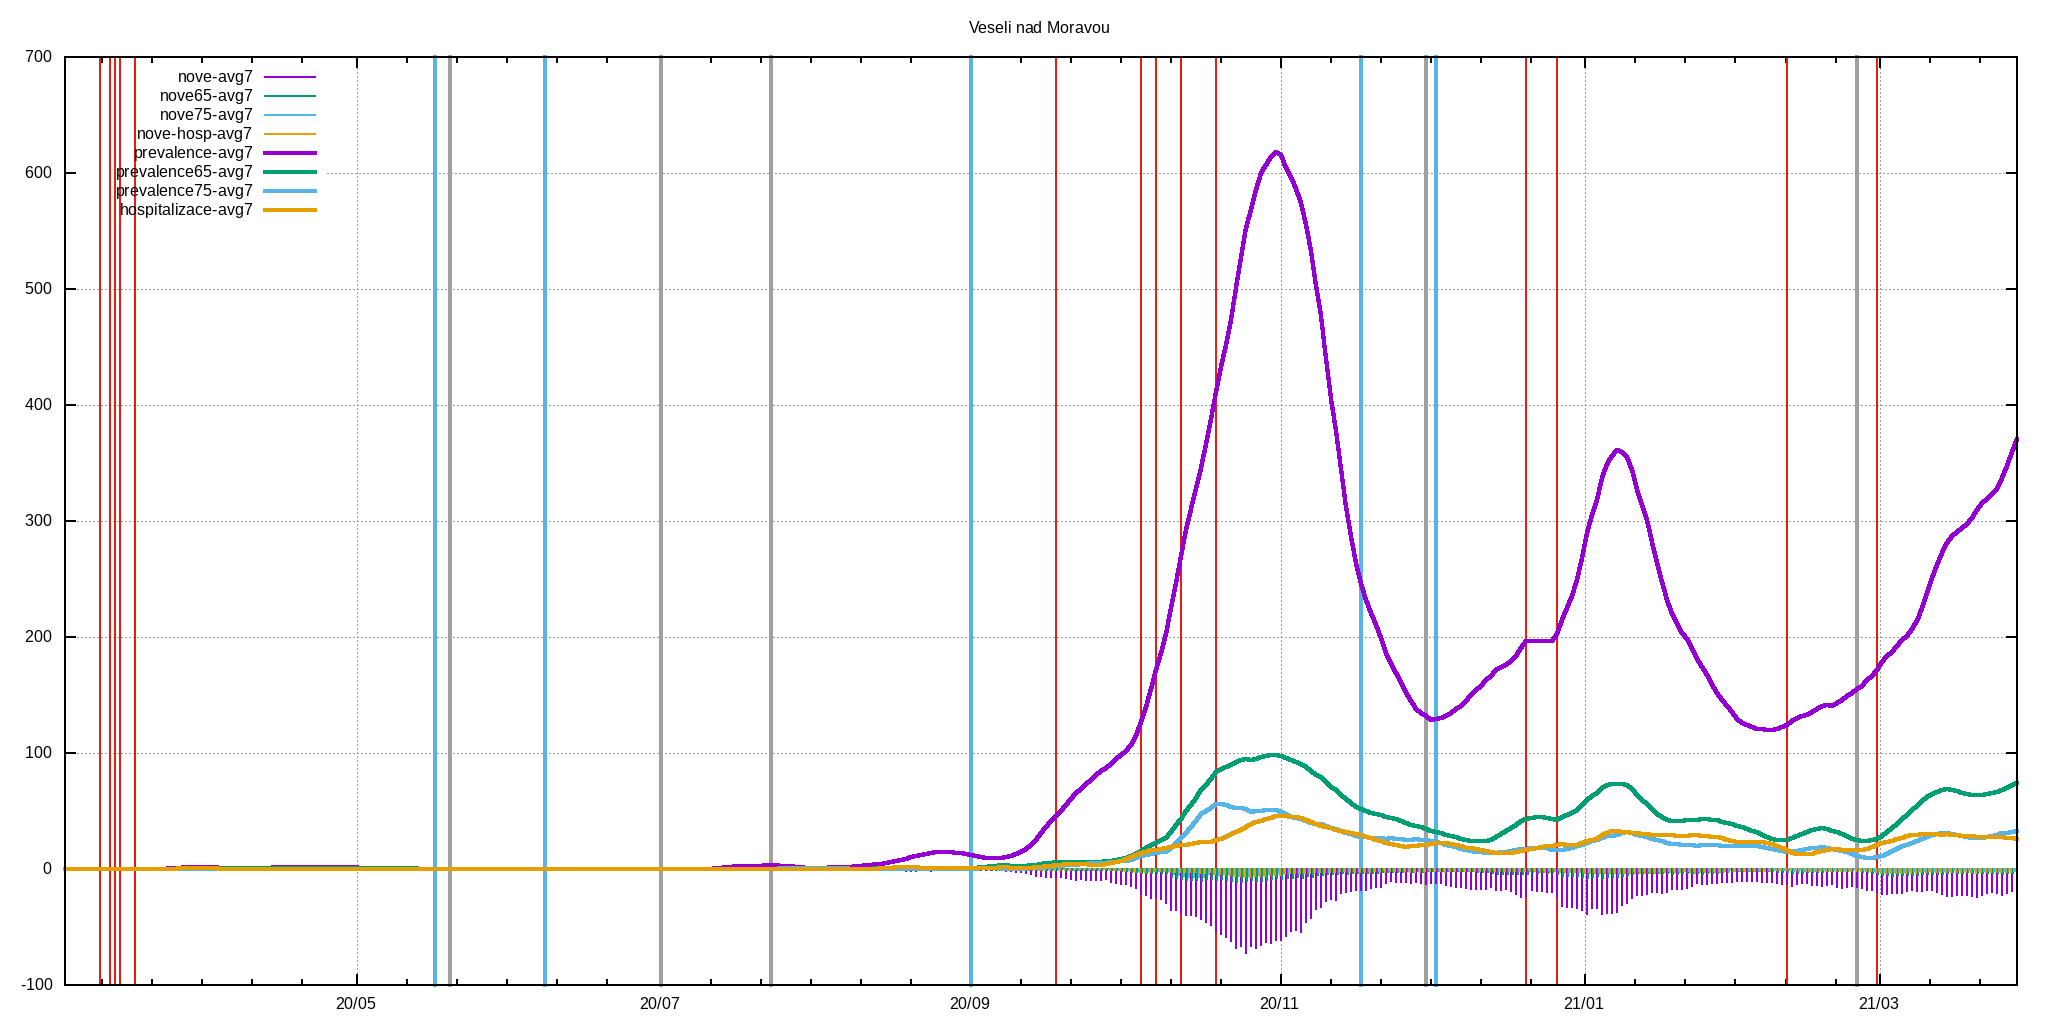 Veseli nad Moravou
700
600
500
400
300
200
100
0
-100
nove-avg7
nove65-avg7
nove75-avg7
nove-hosp-avg7
prevalence-avg7
prevalence65-avg7
prevalence75-avg7
hospitalizace-avg7
20/05 20/07 20/09 20/11 21/01 21/03